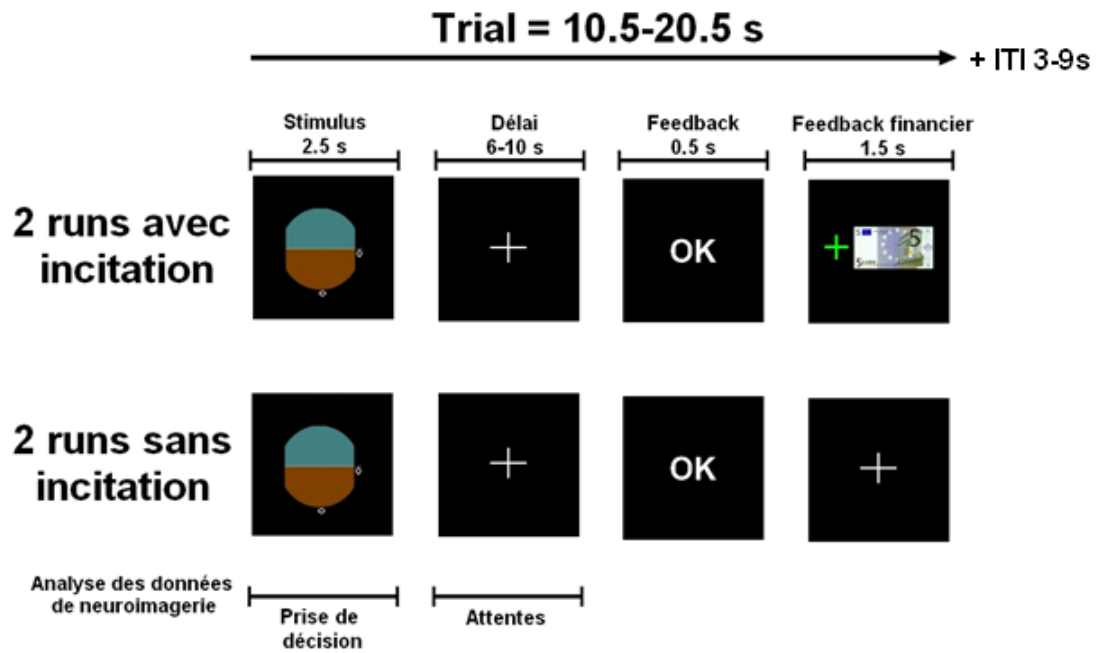 Trial = 10.5-20.5 s
+ ITI 3-9s
Stimulus
2.5 s
Délai
6-10 s
Feedback
0.5 s
Feedback financier
1.5 s
2 runs avec
incitation
OK
5
5
2 runs sans
incitation
OK
Analyse des données
de neuroimagerie
Prise de
décision
Attentes